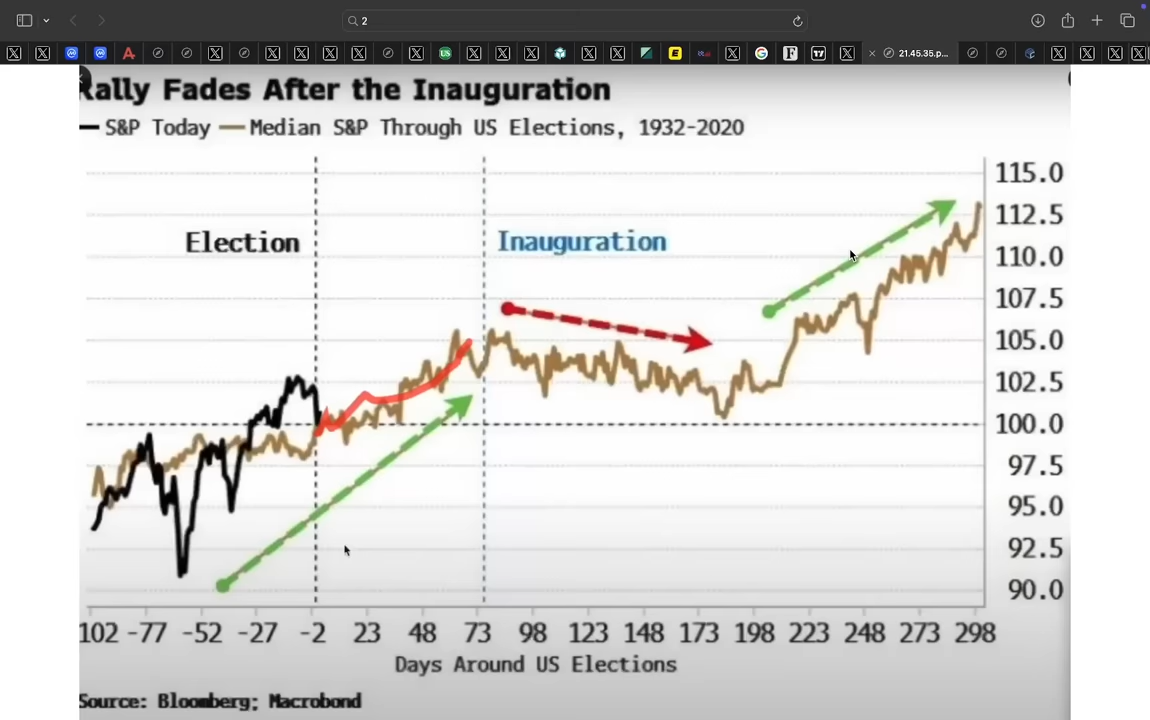 2
21.45.35.p...
Rally Fades After the Inauguration
S&P Today Median S&P Through US Elections, 1932-2020
115.0
Election Inauguration
112.5
110.0
107.5
105.0
102.5
100.0
97.5
95.0
92.5
90.0
102 -77 -52 -27 -2 23 48 73 98 123 148 173 198 223 248 273 298
Days Around US Elections
Source: Bloomberg; Macrobond